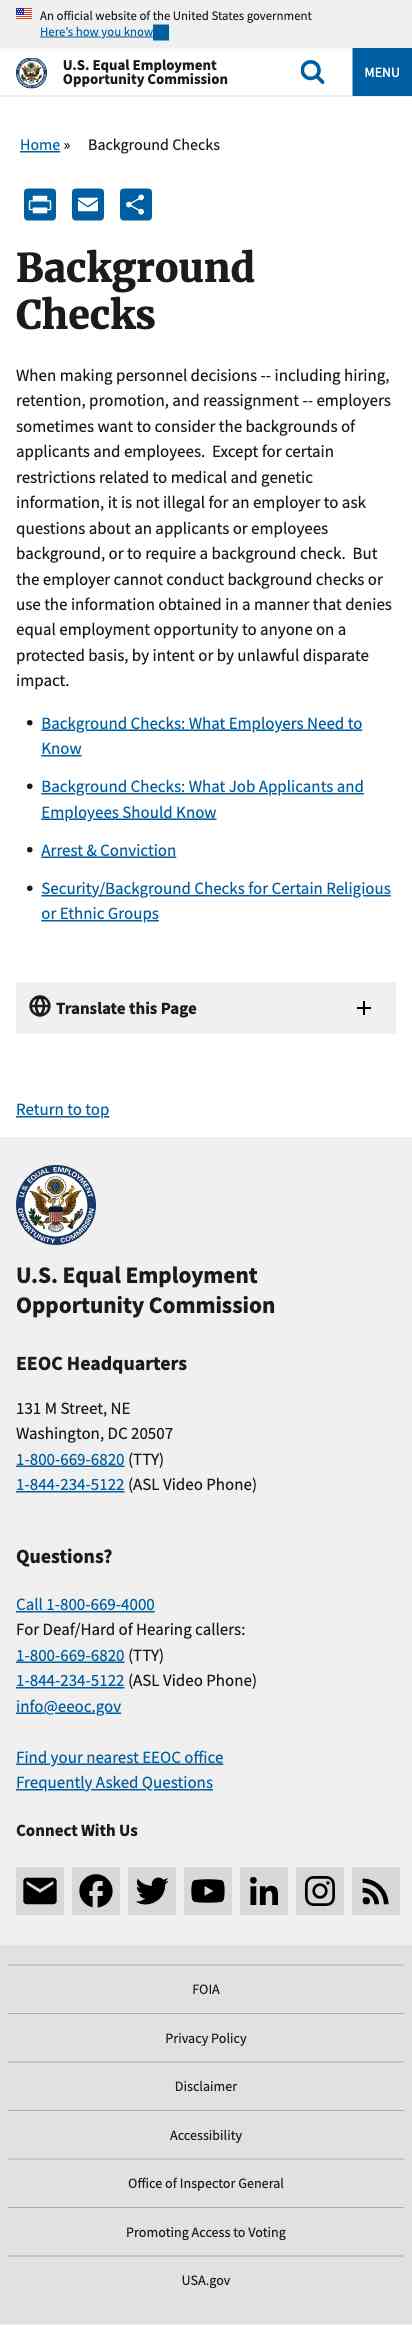 An official website of the United States government
Here's how you know
U.S. Equal Employment
Opportunity Commission
MENU
Home » Background Checks
Background
Checks
When making personnel decisions -- including hiring,
retention, promotion, and reassignment -- employers
sometimes want to consider the backgrounds of
applicants and employees.  Except for certain
restrictions related to medical and genetic
information, it is not illegal for an employer to ask
questions about an applicants or employees
background, or to require a background check.  But
the employer cannot conduct background checks or
use the information obtained in a manner that denies
equal employment opportunity to anyone on a
protected basis, by intent or by unlawful disparate
impact.
• Background Checks: What Employers Need to
Know
• Background Checks: What Job Applicants and
Employees Should Know
• Arrest & Conviction
• Security/Background Checks for Certain Religious
or Ethnic Groups
Translate this Page
Return to top
U.S. EQUAL EMPLOYMENT
OPPORTUNITY COMMISSION
U.S. Equal Employment
Opportunity Commission
EEOC Headquarters
131 M Street, NE
Washington, DC 20507
1-800-669-6820 (TTY)
1-844-234-5122 (ASL Video Phone)
Questions?
Call 1-800-669-4000
For Deaf/Hard of Hearing callers:
1-800-669-6820 (TTY)
1-844-234-5122 (ASL Video Phone)
info@eeoc.gov
Find your nearest EEOC office
Frequently Asked Questions
Connect With Us
FOIA
Privacy Policy
Disclaimer
Accessibility
Office of Inspector General
Promoting Access to Voting
USA.gov